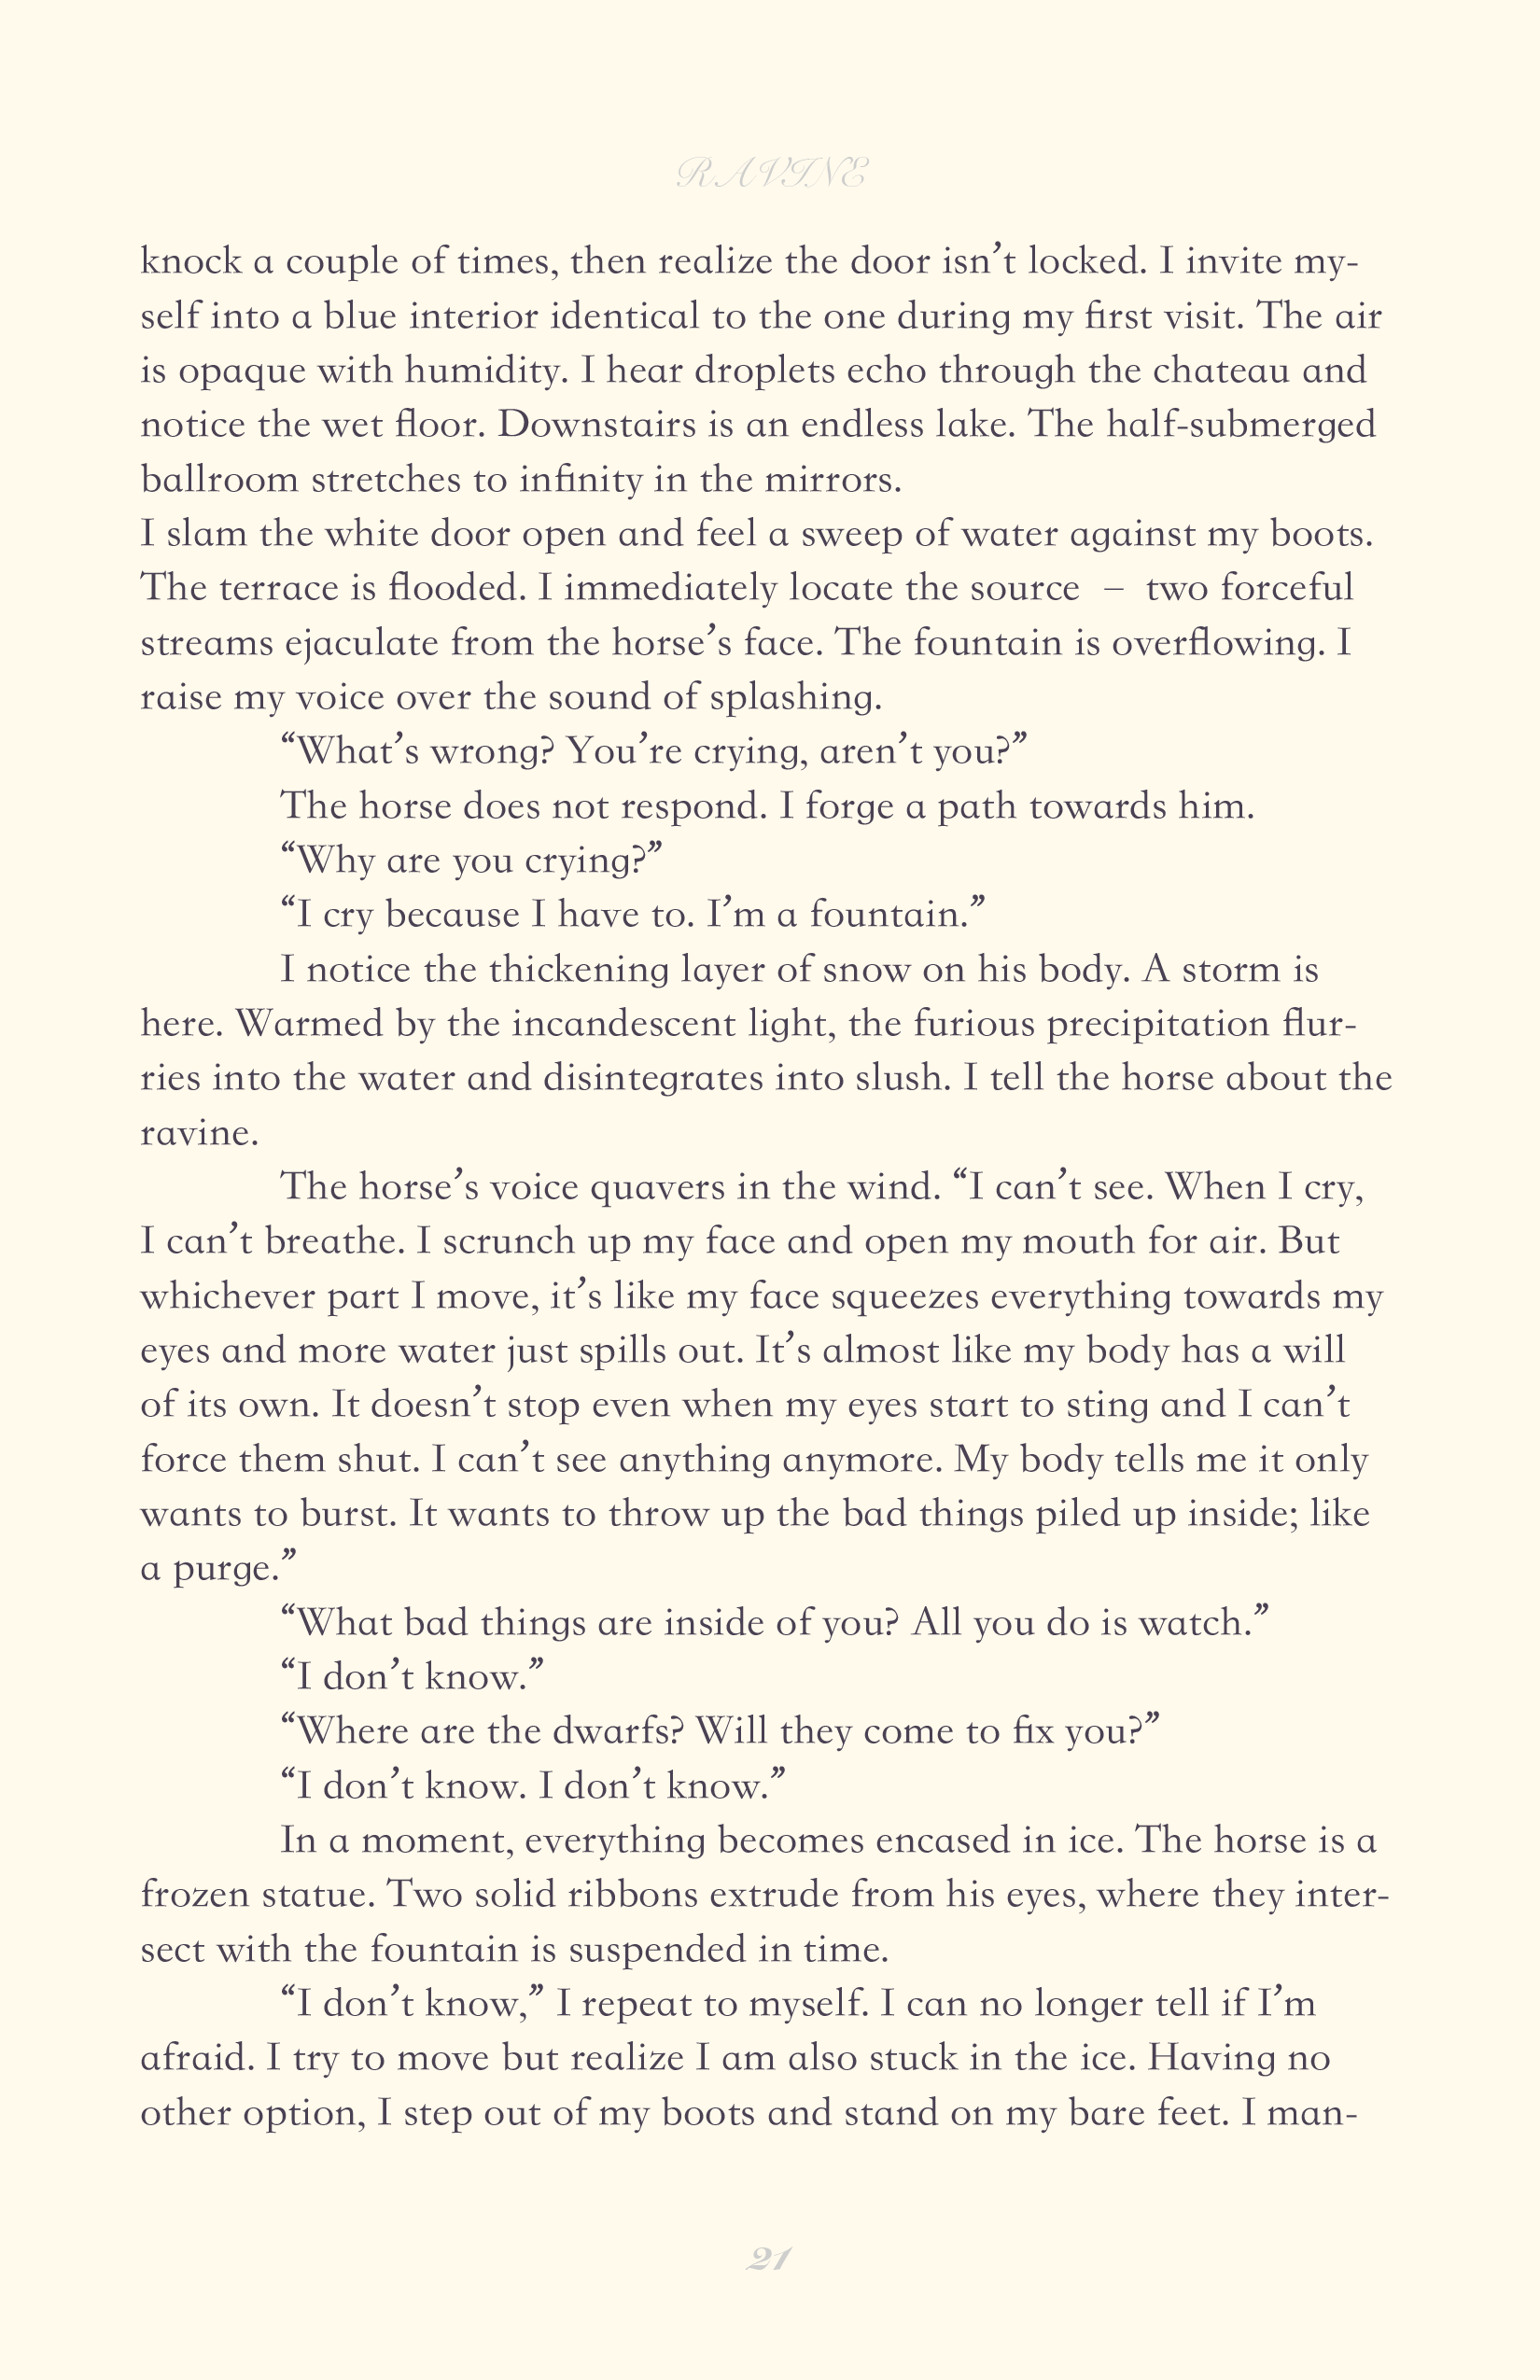 RAVINE
knock a couple of times, then realize the door isn’t locked. I invite my-
self into a blue interior identical to the one during my first visit. The air
is opaque with humidity. I hear droplets echo through the chateau and
notice the wet floor. Downstairs is an endless lake. The half-submerged
ballroom stretches to infinity in the mirrors.
I slam the white door open and feel a sweep of water against my boots.
The terrace is flooded. I immediately locate the source – two forceful
streams ejaculate from the horse’s face. The fountain is overflowing. I
raise my voice over the sound of splashing.
“What’s wrong? You’re crying, aren’t you?”
The horse does not respond. I forge a path towards him.
“Why are you crying?”
“I cry because I have to. I’m a fountain.”
I notice the thickening layer of snow on his body. A storm is
here. Warmed by the incandescent light, the furious precipitation flur-
ries into the water and disintegrates into slush. I tell the horse about the
ravine.
The horse’s voice quavers in the wind. “I can’t see. When I cry,
I can’t breathe. I scrunch up my face and open my mouth for air. But
whichever part I move, it’s like my face squeezes everything towards my
eyes and more water just spills out. It’s almost like my body has a will
of its own. It doesn’t stop even when my eyes start to sting and I can’t
force them shut. I can’t see anything anymore. My body tells me it only
wants to burst. It wants to throw up the bad things piled up inside; like
a purge.”
“What bad things are inside of you? All you do is watch.”
“I don’t know.”
“Where are the dwarfs? Will they come to fix you?”
“I don’t know. I don’t know.”
In a moment, everything becomes encased in ice. The horse is a
frozen statue. Two solid ribbons extrude from his eyes, where they inter-
sect with the fountain is suspended in time.
“I don’t know,” I repeat to myself. I can no longer tell if I’m
afraid. I try to move but realize I am also stuck in the ice. Having no
other option, I step out of my boots and stand on my bare feet. I man-
21